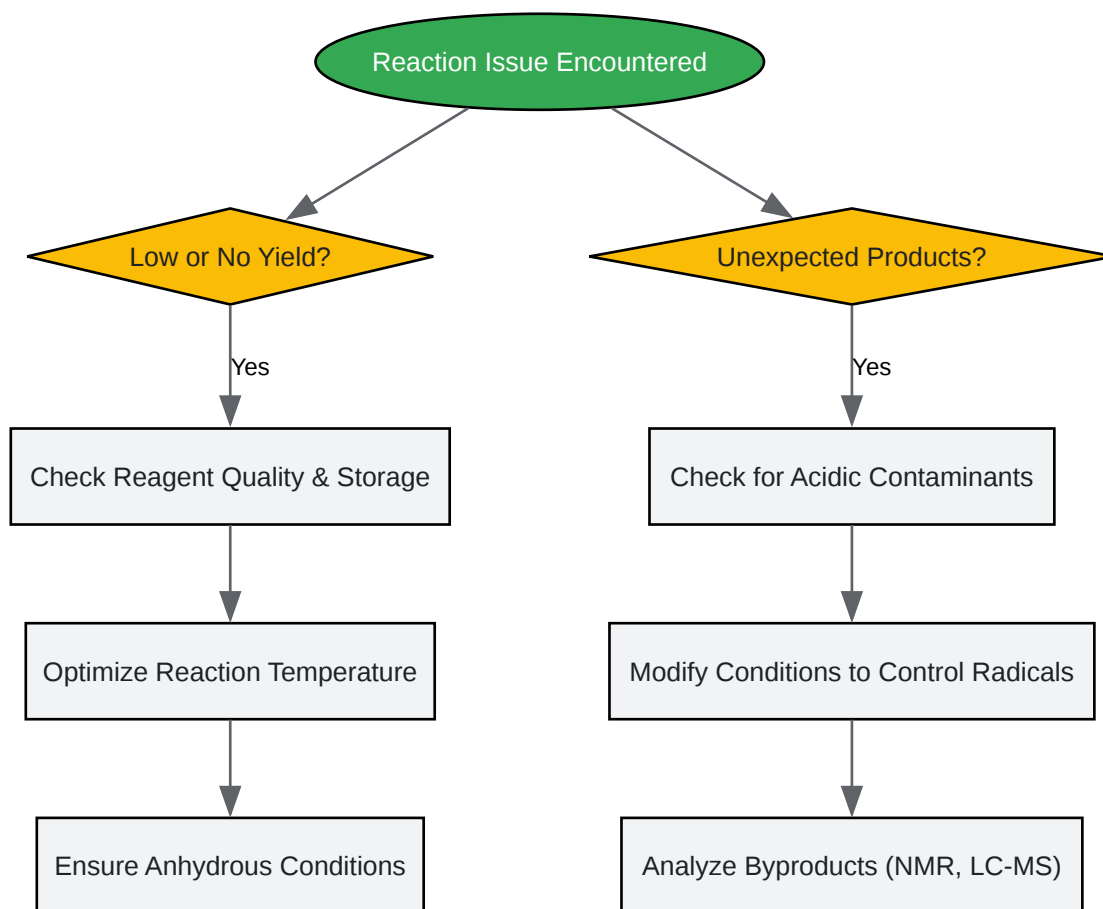 Reaction Issue Encountered
Low or No Yield?
Unexpected Products?
Yes
Yes
Check Reagent Quality & Storage
Check for Acidic Contaminants
Optimize Reaction Temperature
Modify Conditions to Control Radicals
Ensure Anhydrous Conditions
Analyze Byproducts (NMR, LC-MS)